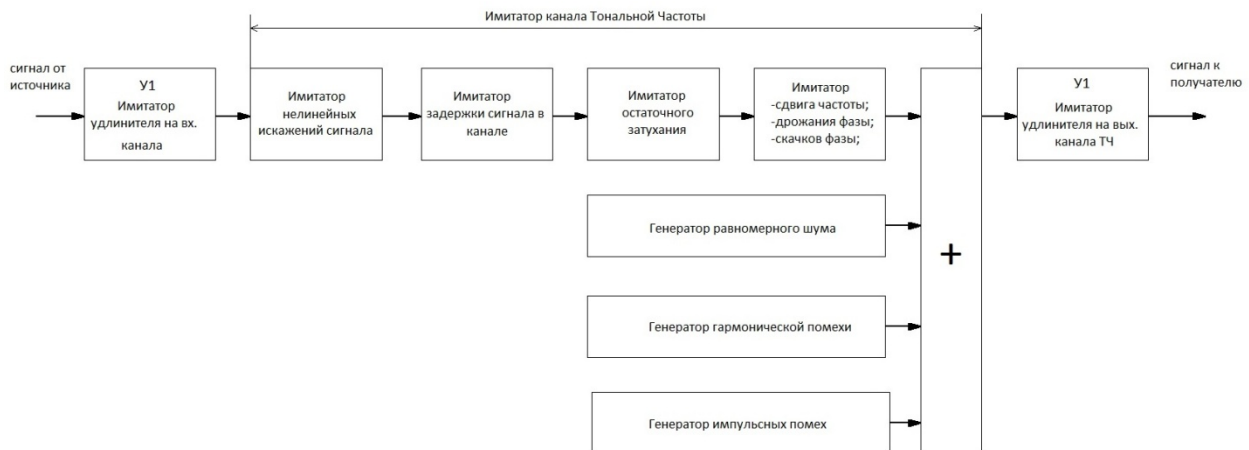 Имитатор канала Тональной Частоты
сигнал от
источника
У1
Имитатор
удлинителя на вх.
канала
Имитатор
нелинейных
искажений сигнала
Имитатор
задержки сигнала в
канале
Имитатор
остаточного
затухания
Имитатор
-сдвига частоты;
-дрожания фазы;
-скачков фазы;
+
У1
Имитатор
удлинителя на вых.
канала ТЧ
сигнал к
получателю
Генератор равномерного шума
Генератор гармонической помехи
Генератор импульсных помех